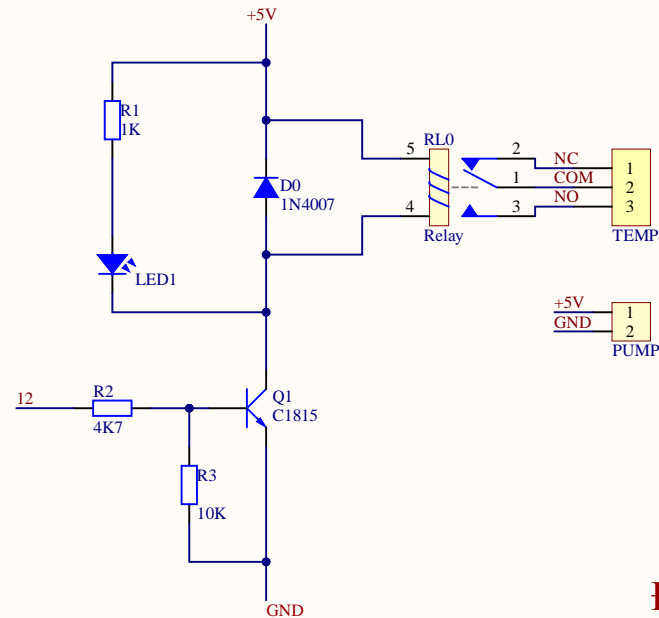 +5V
R1
1K
RL0
5
2
NC
1
1
COM
2
D0
1N4007
4
3
NO
3
Relay
TEMP
LED1
+5V
1
GND
2
PUMP
12
R2
4K7
Q1
C1815
R3
10K
GND